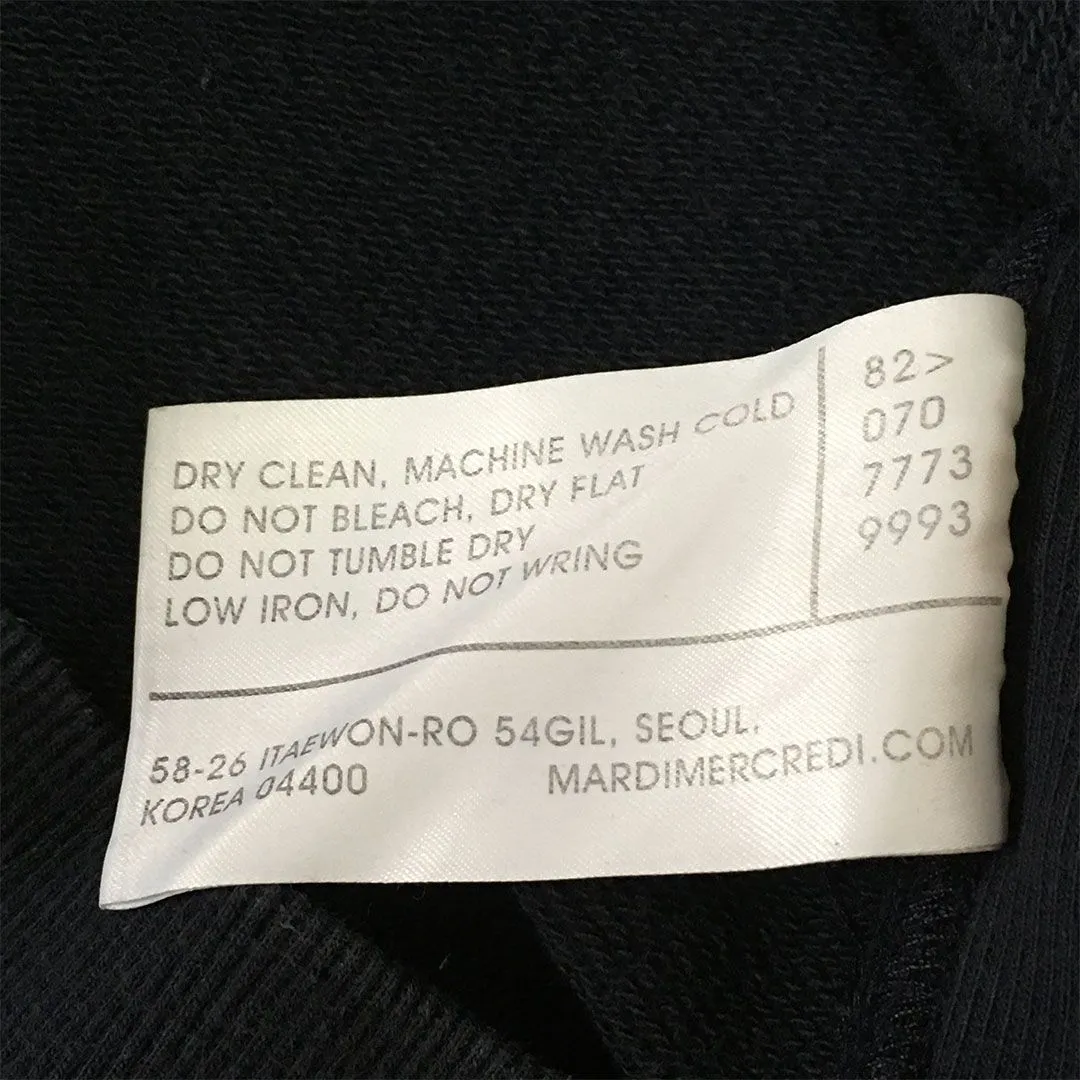 DRY CLEAN, MACHINE WASH COLD
DO NOT BLEACH, DRY FLAT
DO NOT TUMBLE DRY
LOW IRON, DO NOT WRING
82>
070
7773
9993
58-26 ITAEWON-RO 54GIL, SEOUL,
KOREA 04400
MARDIMERCREDI.COM